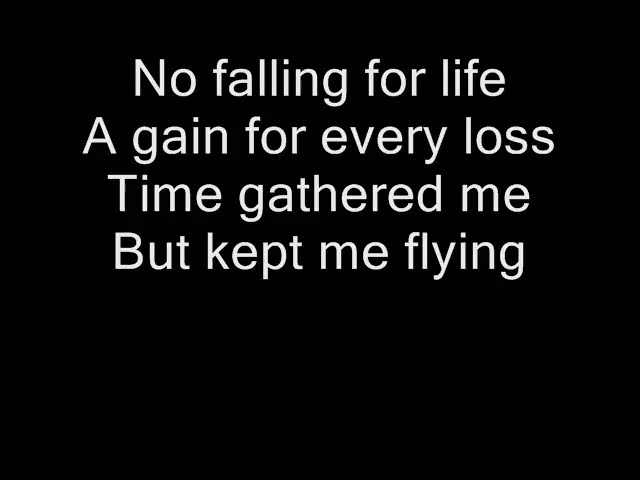 No falling for life
A gain for every loss
Time gathered me
But kept me flying